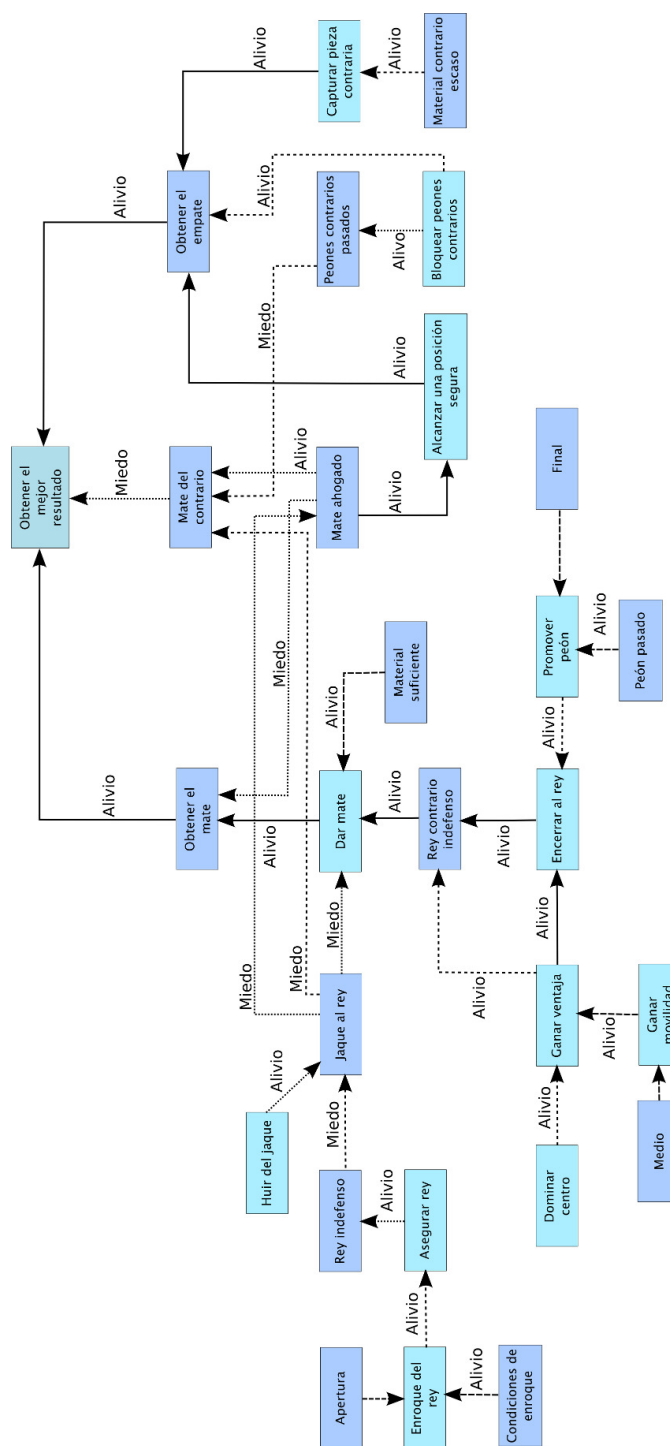 Obtener el
mejor
resultado
Alivio
Miedo
Alivio
Obtener el
mate
Mate del
contrario
Obtener el
empate
Huir del jaque
Alivio
Miedo
Miedo
Alivio
Miedo
Alivio
Miedo
Alivio
Alivio
Apertura
Rey indefenso
Miedo
Jaque al rey
Miedo
Dar mate
Alivio
Mate ahogado
Peones contrarios
pasados
Capturar pieza
contraria
Alivio
Alivio
Material
suficiente
Alivio
Alivio
Alivio
Alivio
Enroque del
rey
Alivio
Asegurar rey
Rey contrario
indefenso
Alcanzar una posición
segura
Bloquear peones
contrarios
Material contrario
escaso
Alivio
Alivio
Alivio
Condiciones de
enroque
Dominar
centro
Alivio
Ganar ventaja
Alivio
Encerrar al rey
Alivio
Promover
peón
Final
Alivio
Alivio
Medio
Ganar
movilidad
Peón pasado